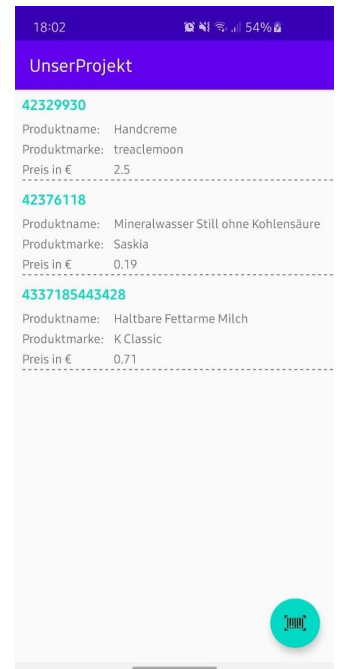 18:02 54%
UnserProjekt
42329930
Produktname: Handcreme
Produktmarke: treaclemoon
Preis in € 2.5
42376118
Produktname: Mineralwasser Still ohne Kohlensäure
Produktmarke: Saskia
Preis in € 0.19
4337185443428
Produktname: Haltbare Fettarme Milch
Produktmarke: K Classic
Preis in € 0.71